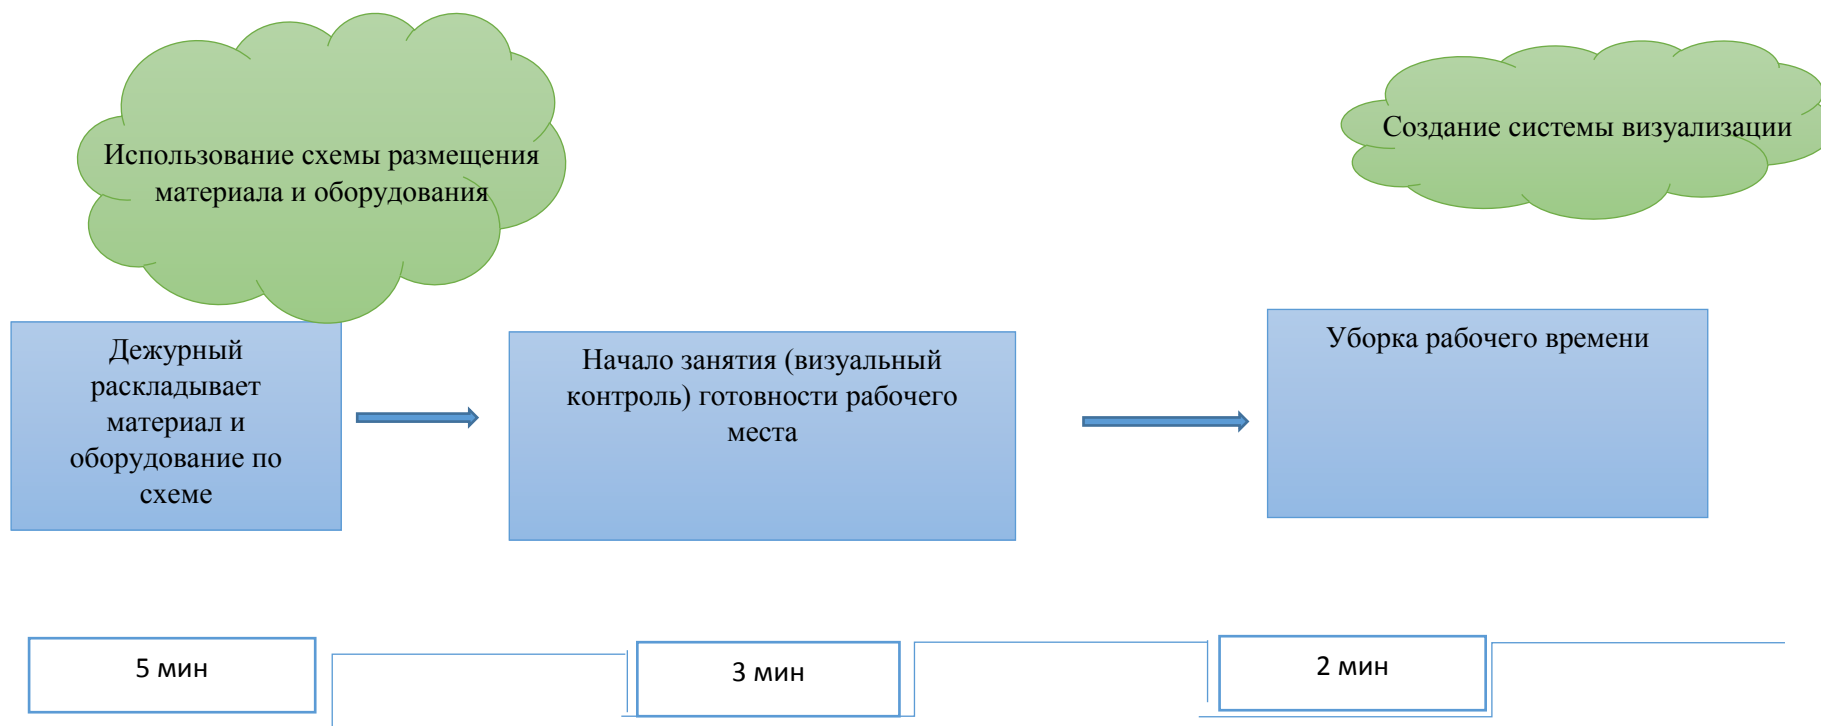 Использование схемы размещения
материала и оборудования
Создание системы визуализации
Дежурный
раскладывает
материал и
оборудование по
схеме
Начало занятия (визуальный
контроль) готовности рабочего
места
Уборка рабочего времени
5 мин
3 мин
2 мин